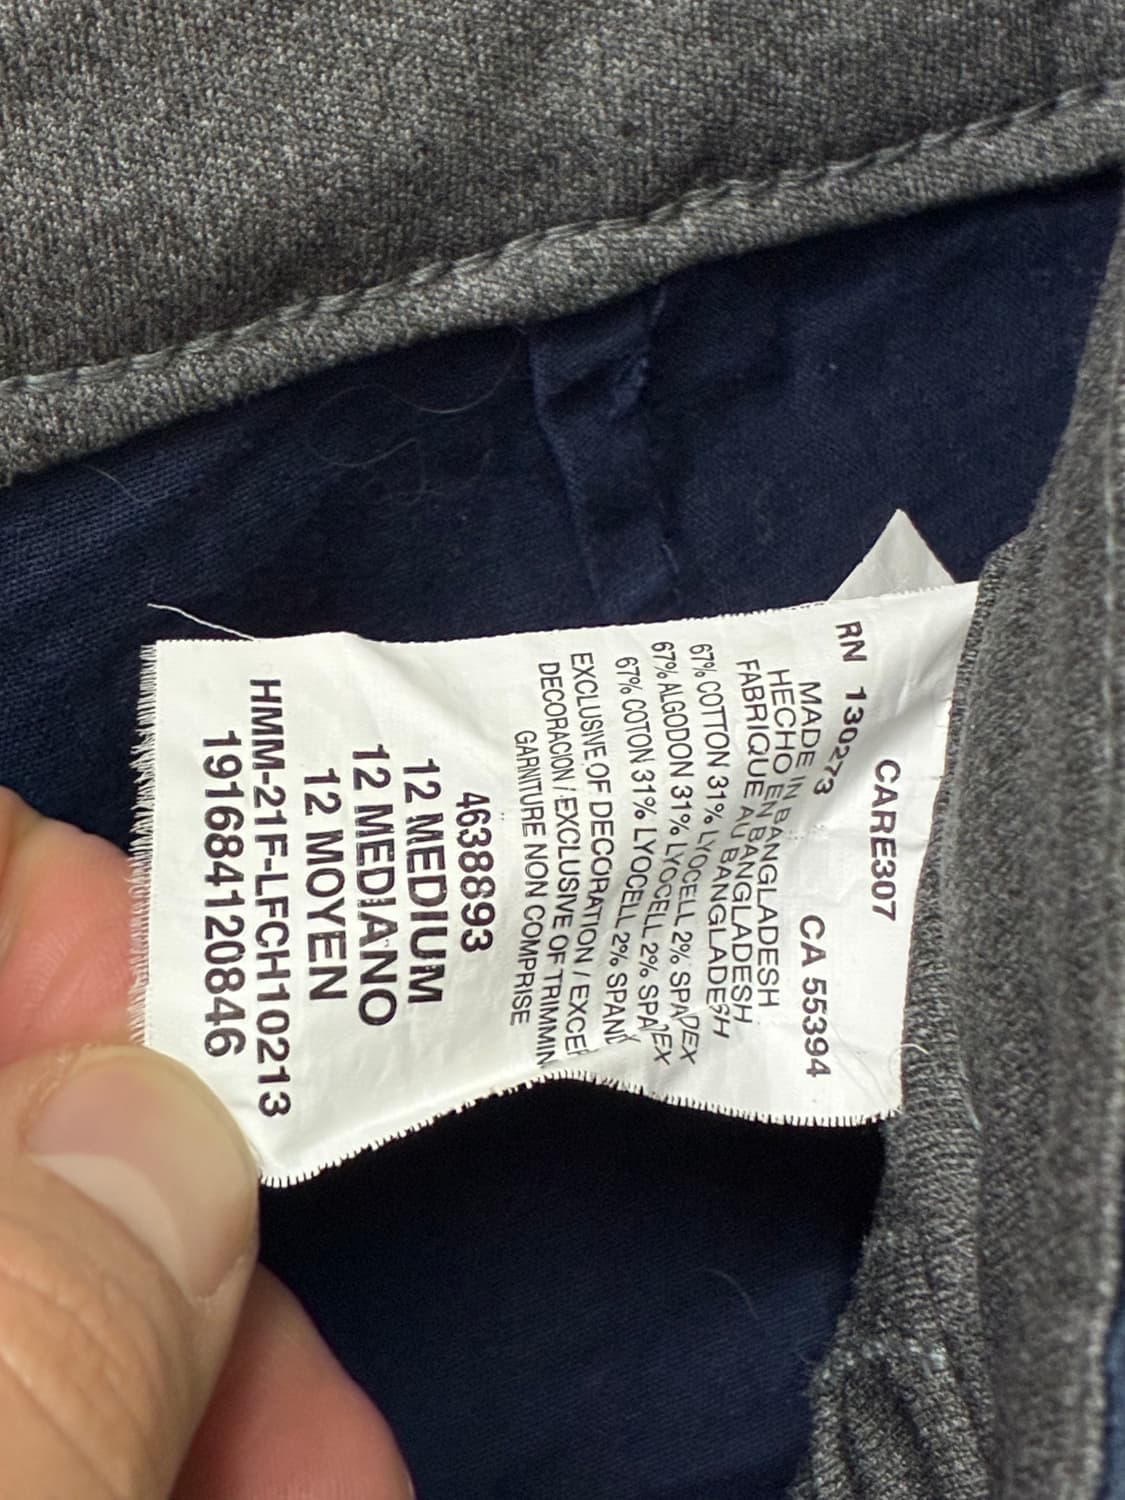 CARE307
RN 130273 CA 55394
MADE IN BANGLADESH
HECHO EN BANGLADESH
FABRIQUE AU BANGLADESH
67% COTTON 31% LYOCELL 2% SPANDEX
67% ALGODON 31% LYOCELL 2% SPANDEX
67% COTON 31% LYOCELL 2% SPAND
EXCLUSIVE OF DECORATION / EXCEP
DECORACION / EXCLUSIVE OF TRIMMIN
GARNITURE NON COMPRISE
4638893
12 MEDIUM
12 MEDIANO
12 MOYEN
HMM-21F-LFCH10213
191684120846